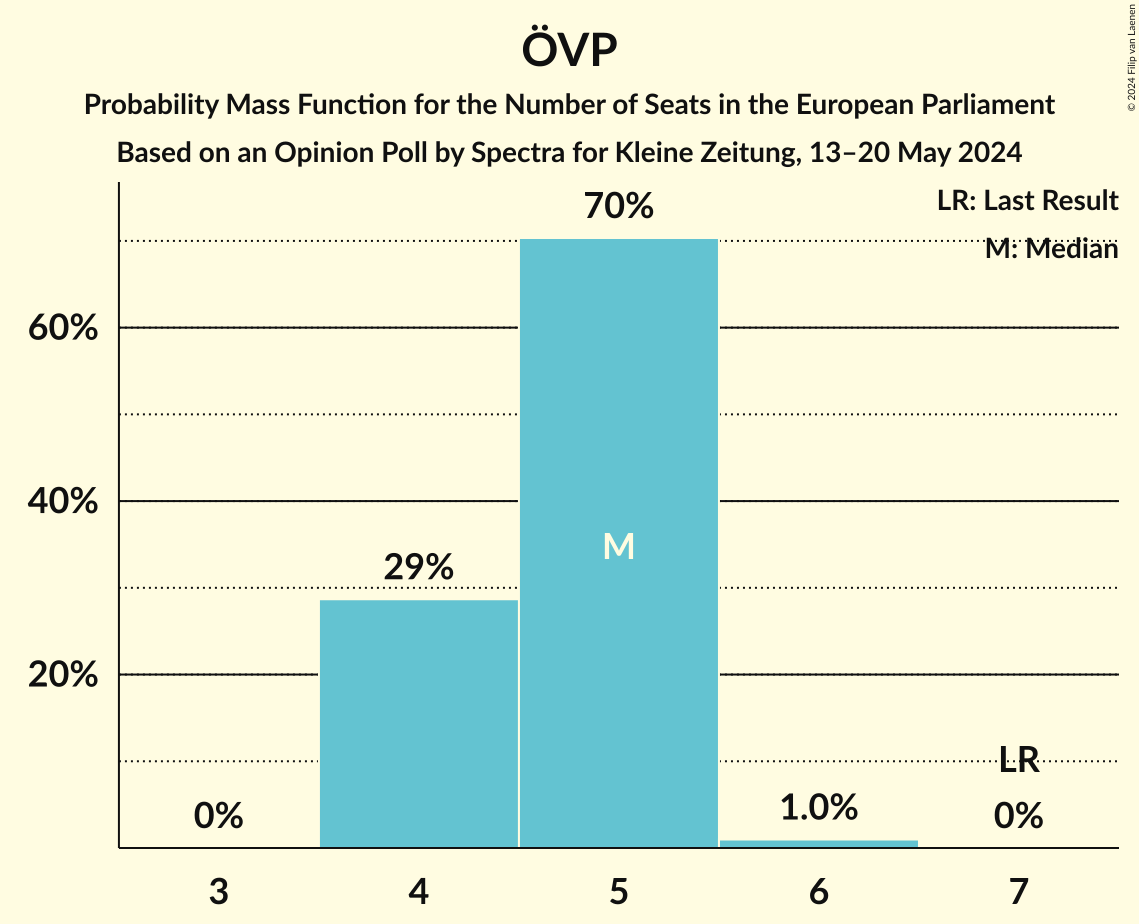 ÖVP
Probability Mass Function for the Number of Seats in the European Parliament
Based on an Opinion Poll by Spectra for Kleine Zeitung, 13–20 May 2024
© 2024 Filip van Laenen
LR: Last Result
M: Median
70%
60%
40%
M
29%
20%
LR
0%
1.0%
0%
3 4 5 6 7